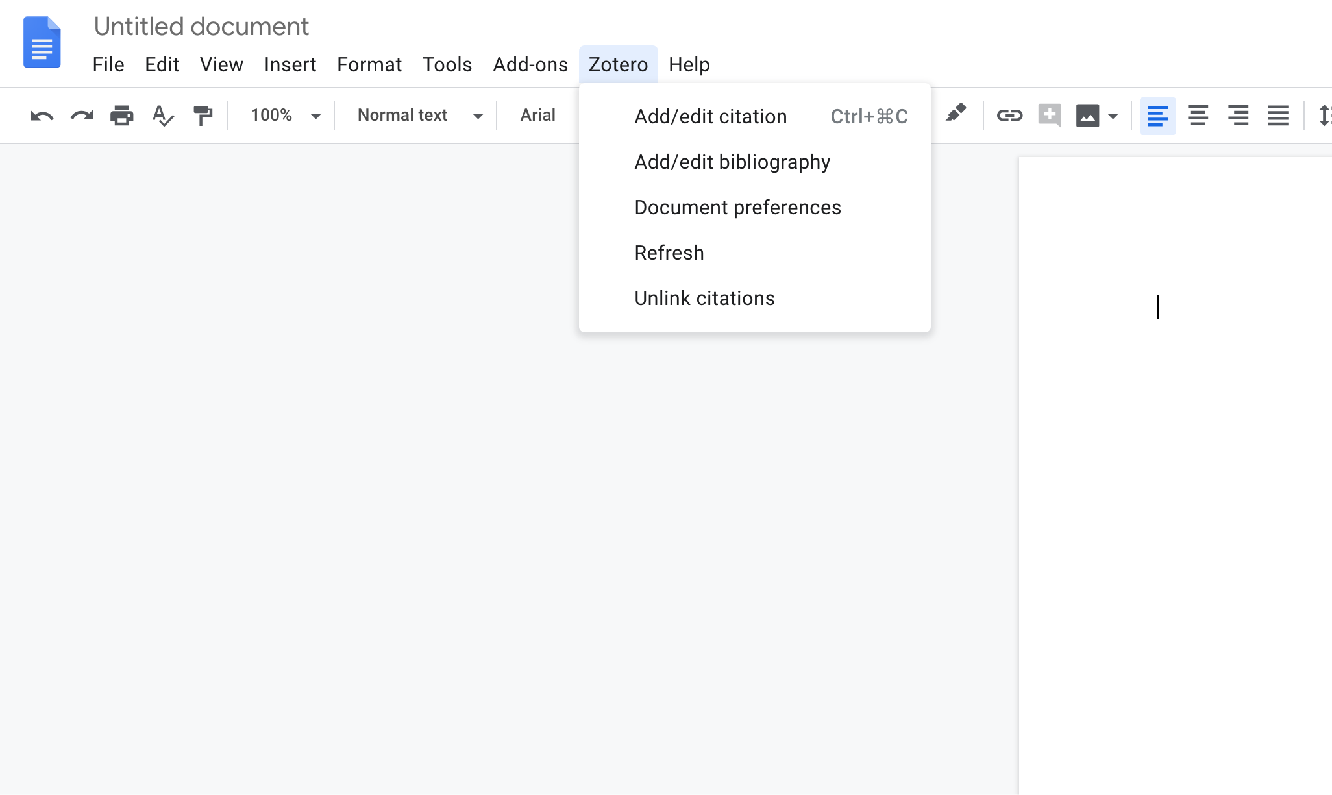 Untitled document
File Edit View Insert Format Tools Add-ons Zotero Help
100% Normal text Arial
Add/edit citation Ctrl+⌘C
Add/edit bibliography
Document preferences
Refresh
Unlink citations